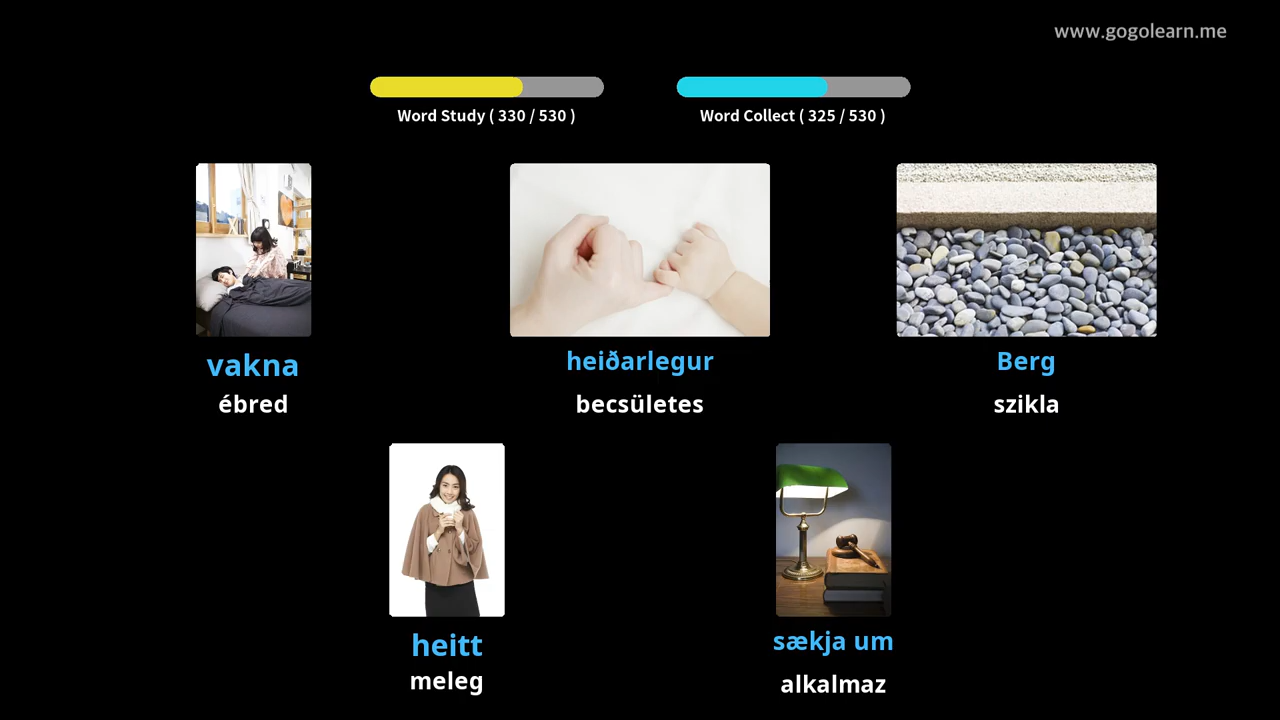 www.gogolearn.me
Word Study ( 330 / 530 )
Word Collect ( 325 / 530 )
vakna
ébred
heiðarlegur
becsületes
Berg
szikla
heitt
meleg
sækja um
alkalmaz